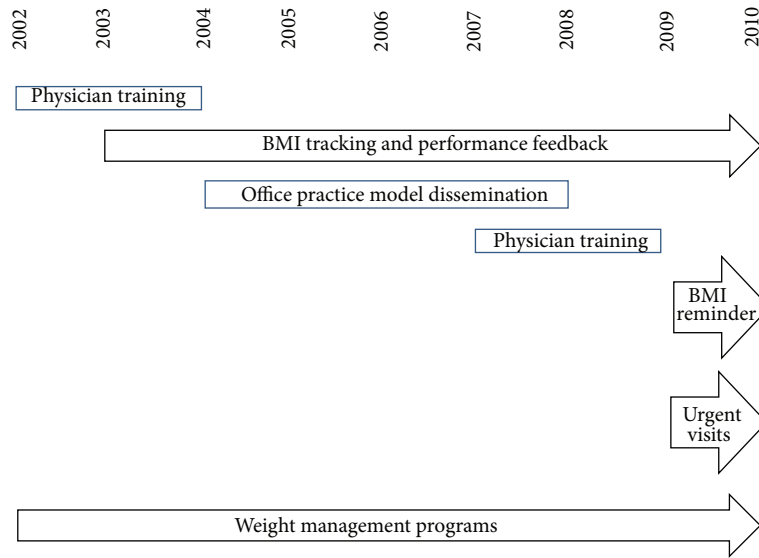 2002
2003
2004
2005
2006
2007
2008
2009
2010
Physician training
BMI tracking and performance feedback
Office practice model dissemination
Physician training
BMI
reminder
Urgent
visits
Weight management programs